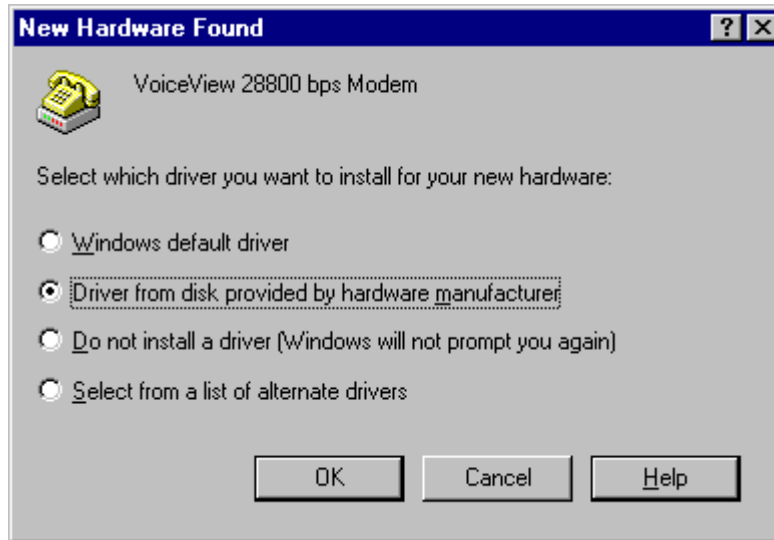 New Hardware Found
VoiceView 28800 bps Modem
Select which driver you want to install for your new hardware:
Windows default driver
Driver from disk provided by hardware manufacturer
Do not install a driver (Windows will not prompt you again)
Select from a list of alternate drivers
OK Cancel Help